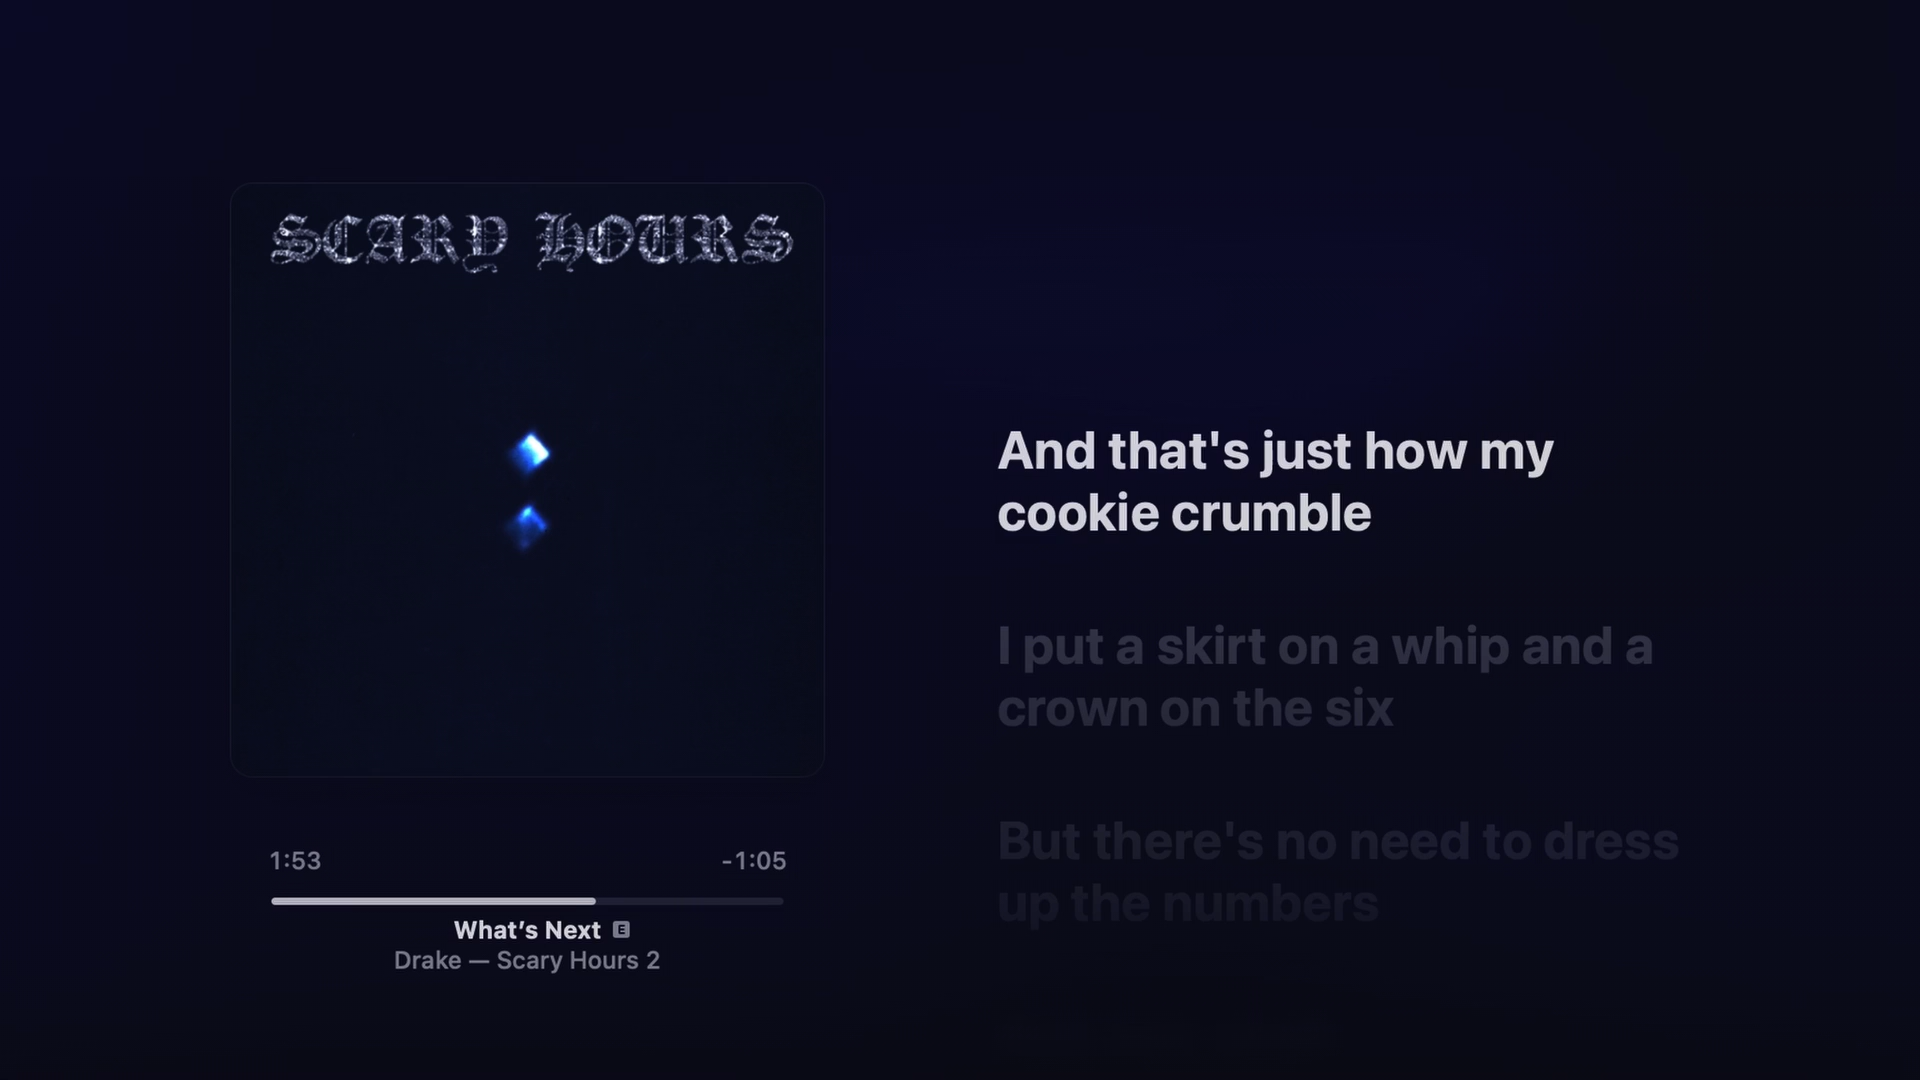 SCARY HOURS
1:53
-1:05
What's Next E
Drake — Scary Hours 2
And that's just how my
cookie crumble
I put a skirt on a whip and a
crown on the six
But there's no need to dress
up the numbers